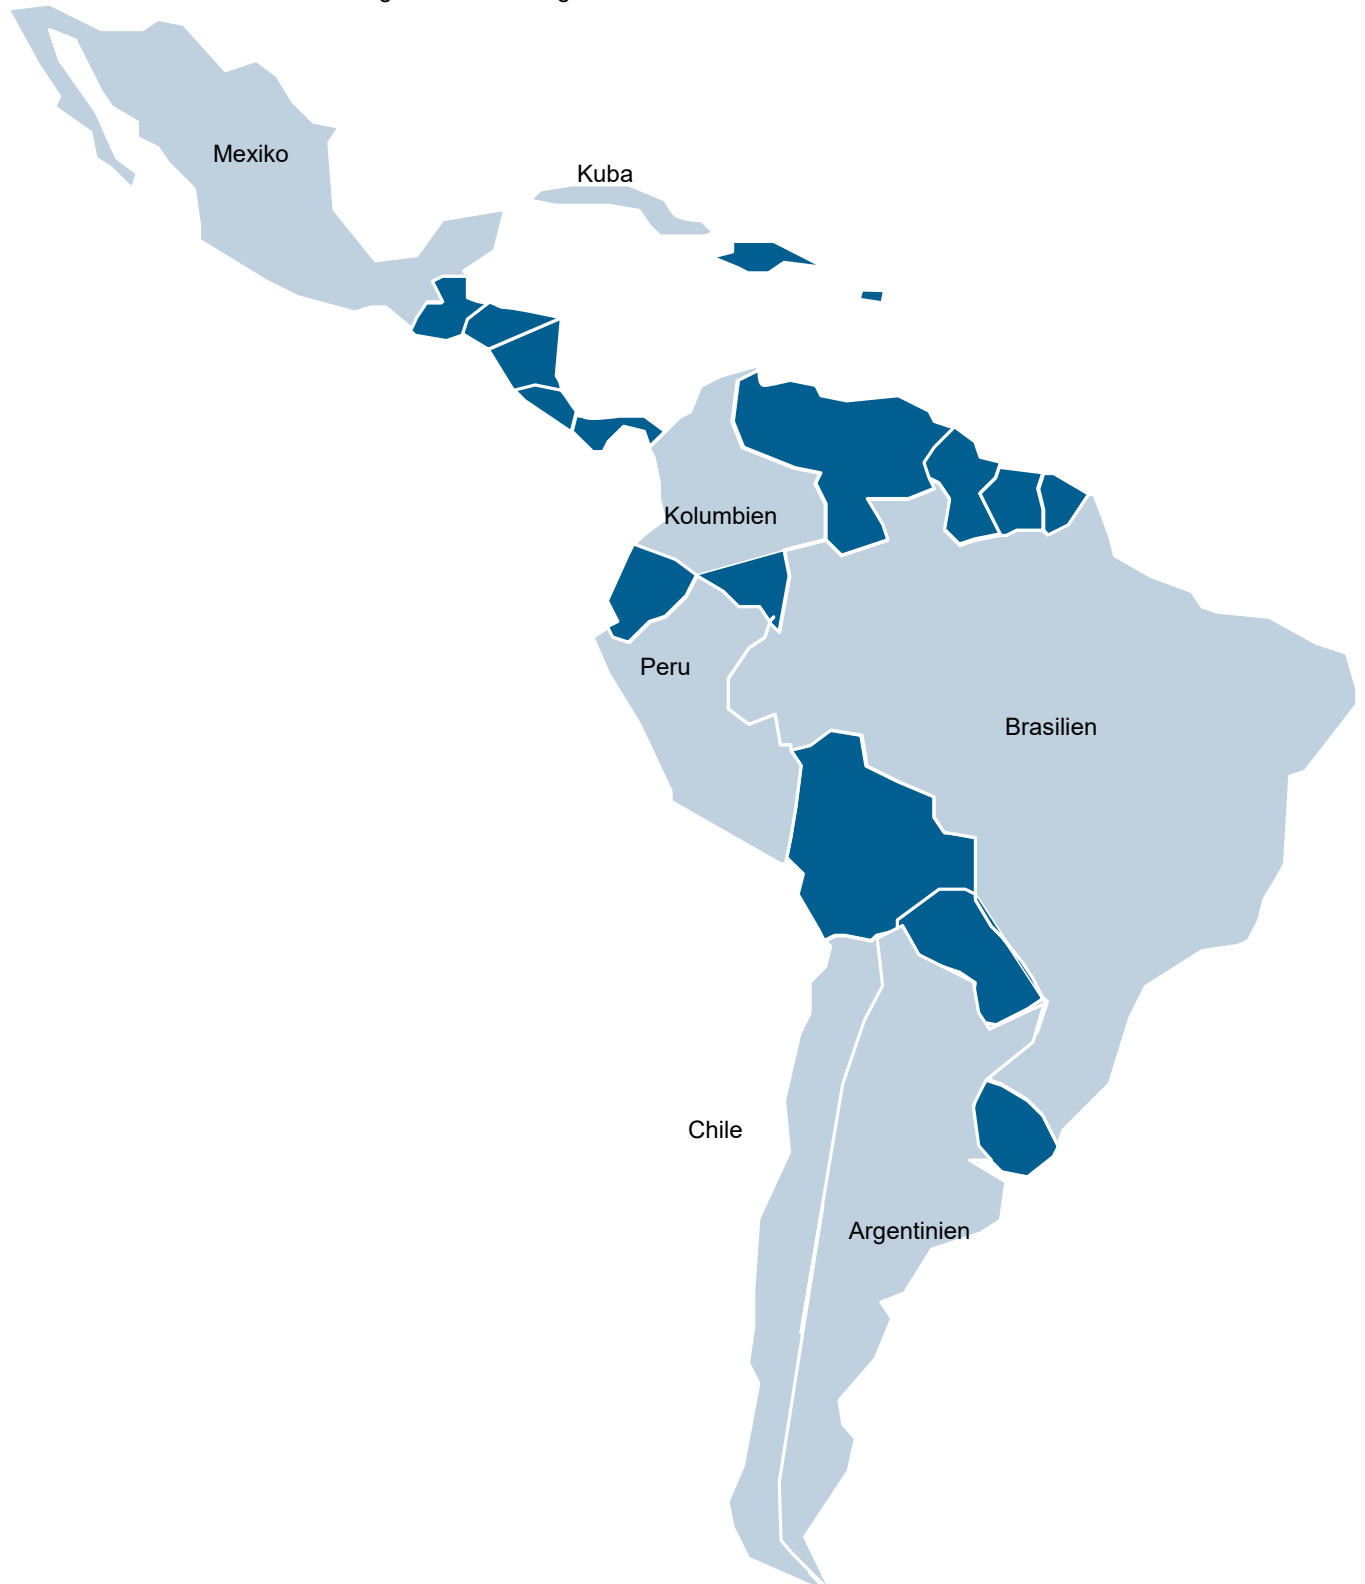 Mexiko
Kuba
Kolumbien
Peru
Brasilien
Chile
Argentinien